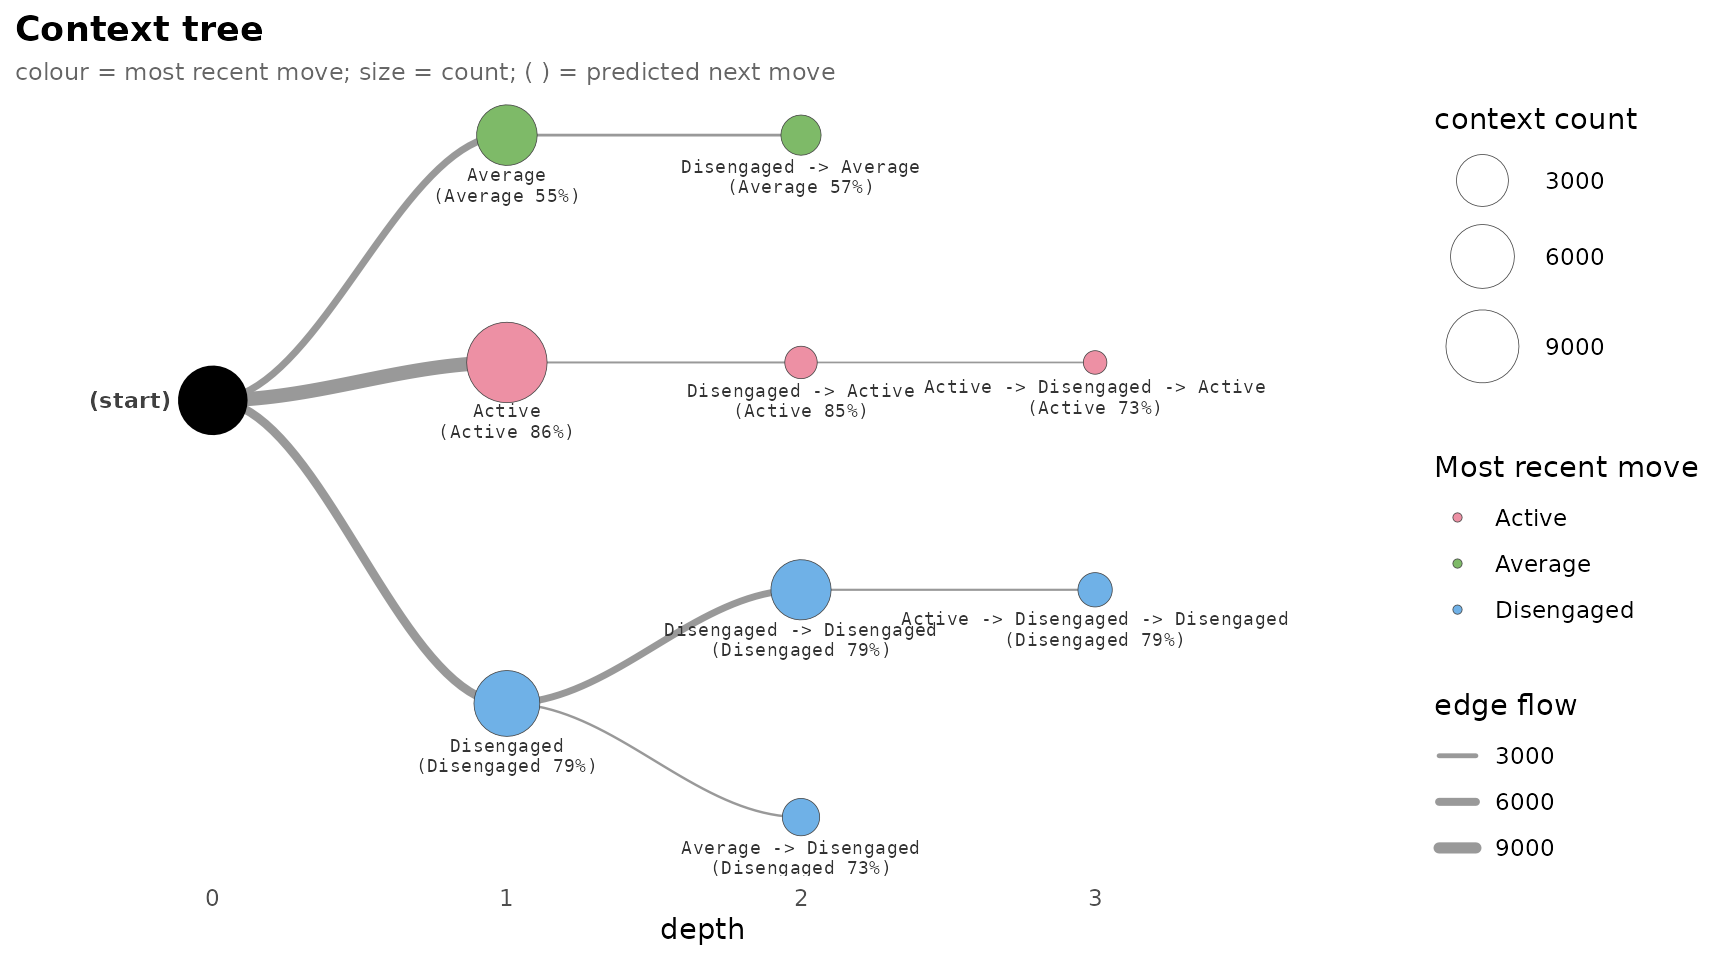 Context tree
colour = most recent move; size = count; ( ) = predicted next move
(start)
Average
(Average 55%)
Disengaged -> Average
(Average 57%)
Active
(Active 86%)
Disengaged -> Active
(Active 85%)
Active -> Disengaged -> Active
(Active 73%)
Disengaged
(Disengaged 79%)
Disengaged -> Disengaged
(Disengaged 79%)
Active -> Disengaged -> Disengaged
(Disengaged 79%)
Average -> Disengaged
(Disengaged 73%)
0
1
2
3
depth
context count
3000
6000
9000
Most recent move
Active
Average
Disengaged
edge flow
3000
6000
9000